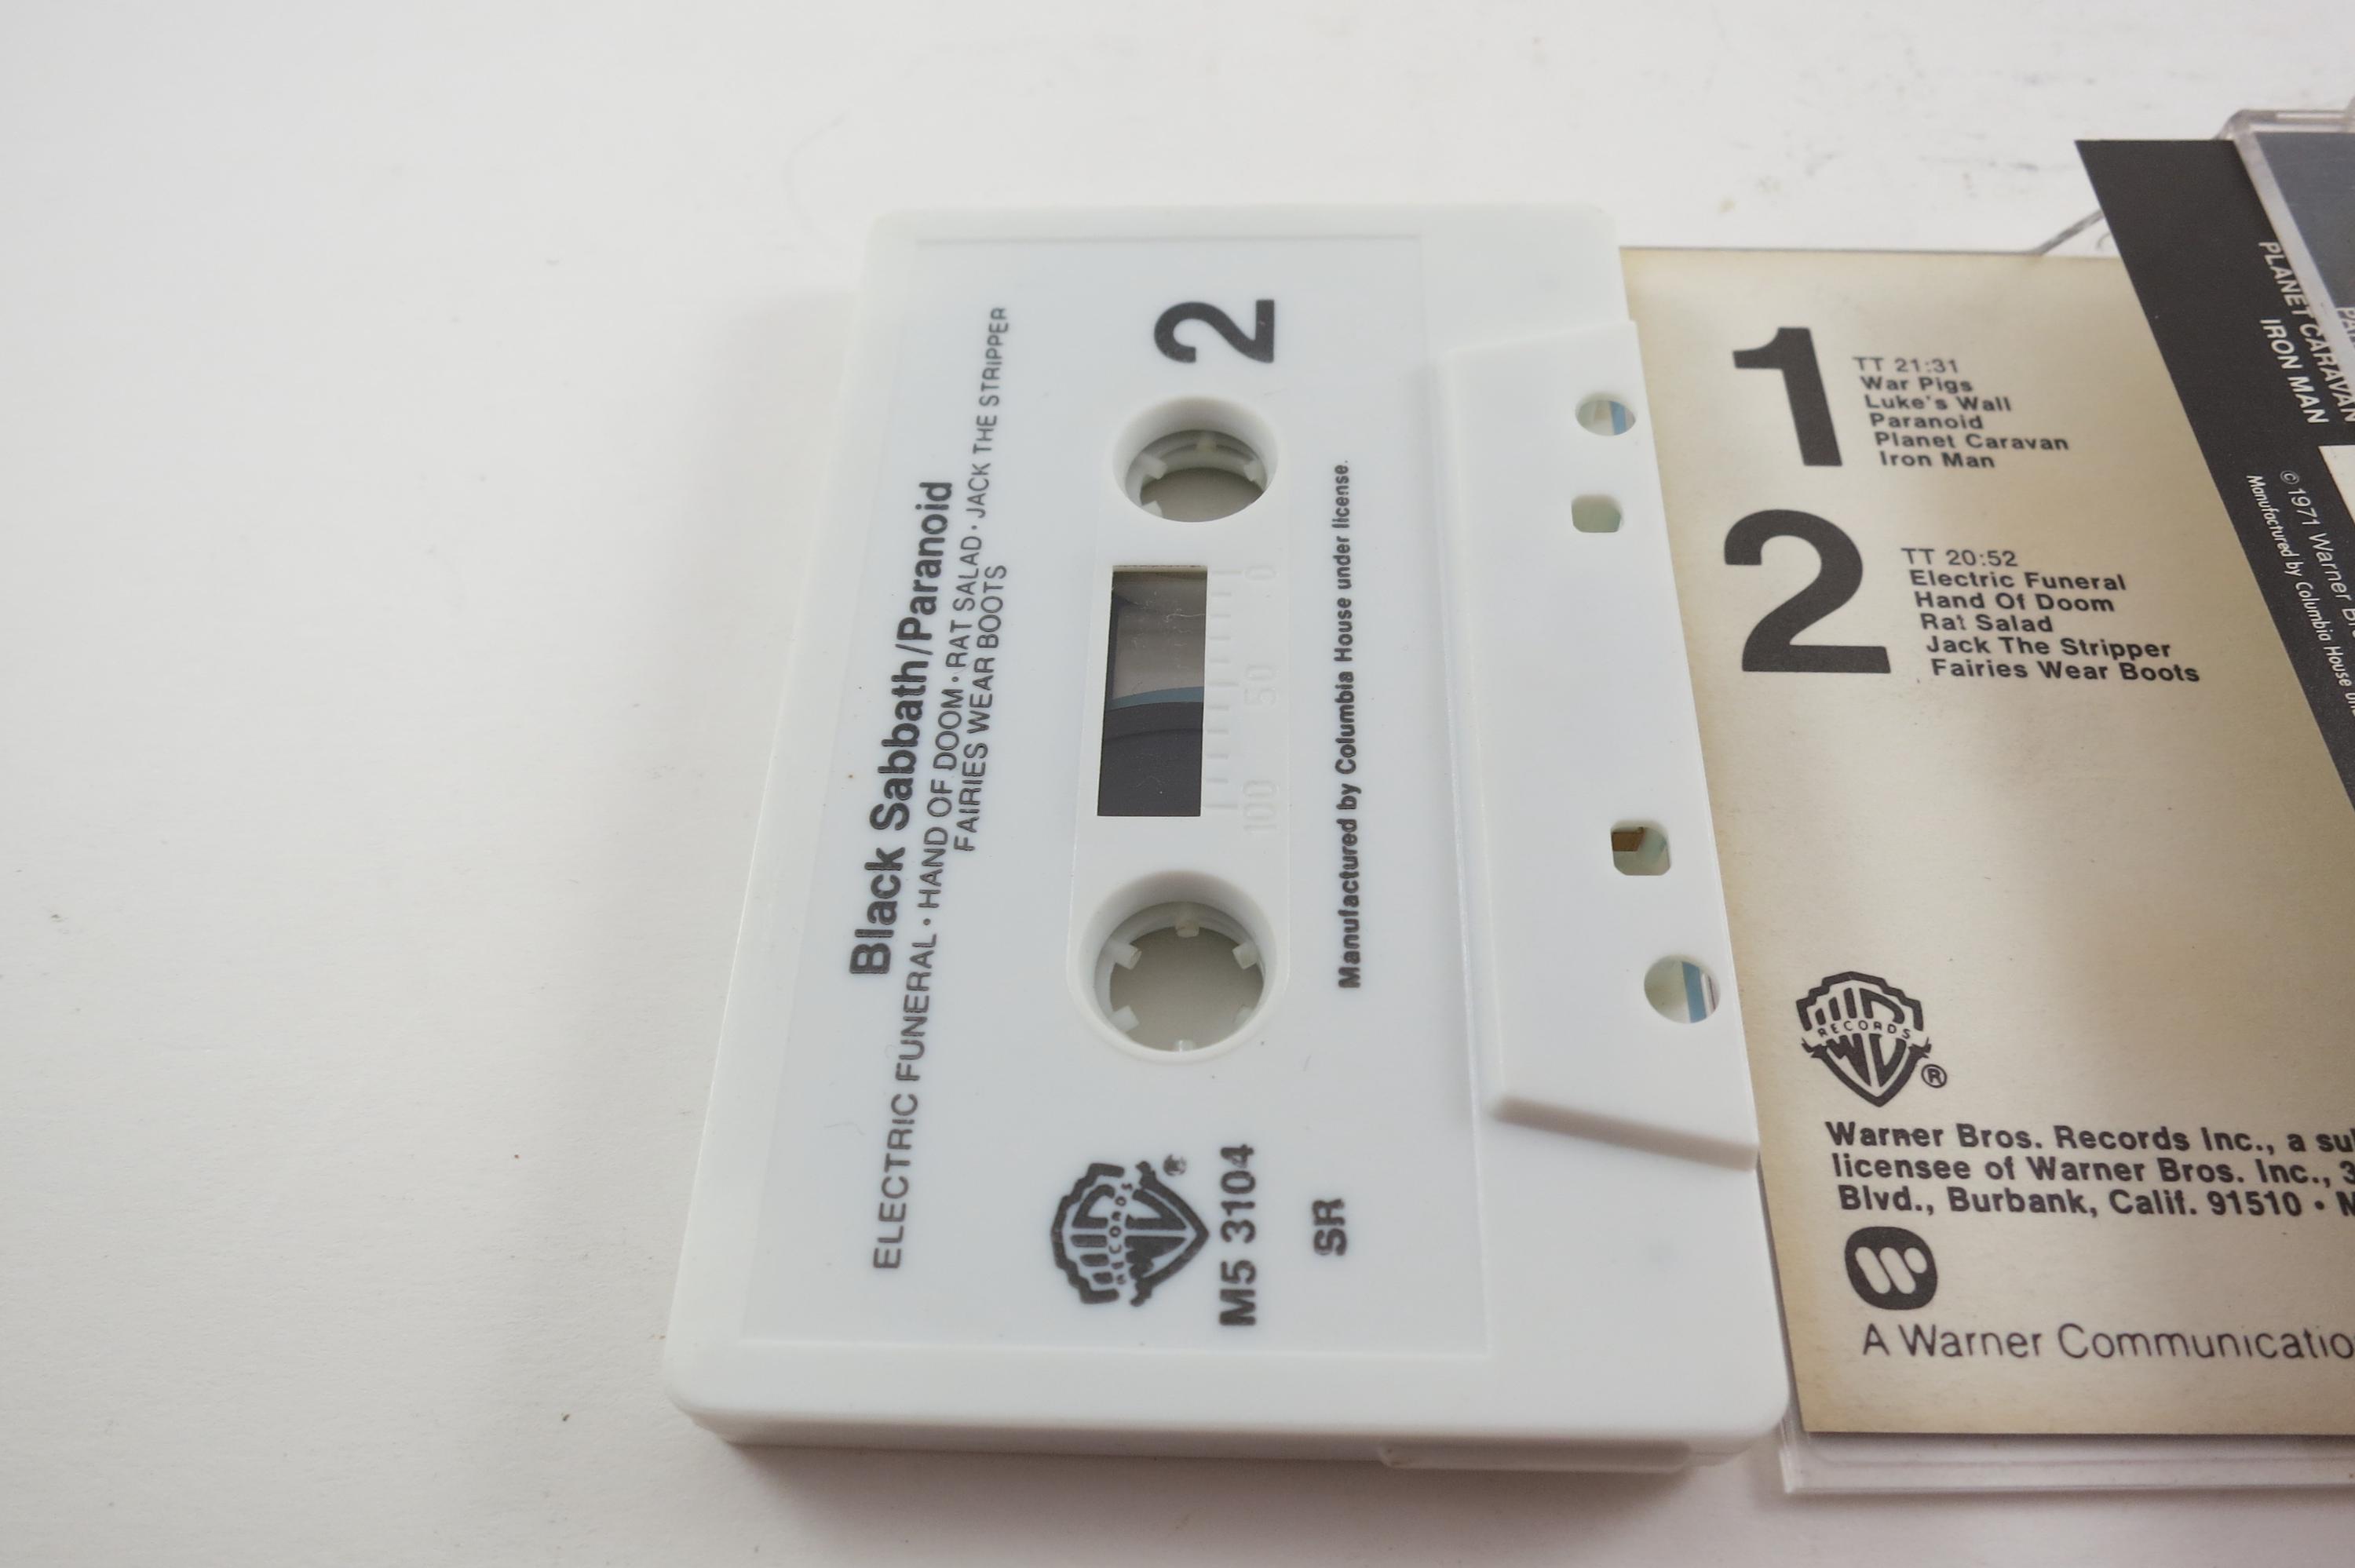 Black Sabbath/Paranoid
ELECTRIC FUNERAL • HAND OF DOOM • RAT SALAD • JACK THE STRIPPER
FAIRIES WEAR BOOTS
2
100 50 0
RECORDS
®
M5 3104
SR
Manufactured by Columbia House under license.
1
TT 21:31
War Pigs
Luke's Wall
Paranoid
Planet Caravan
Iron Man
2
TT 20:52
Electric Funeral
Hand Of Doom
Rat Salad
Jack The Stripper
Fairies Wear Boots
RECORDS
®
Warner Bros. Records Inc., a
licensee of Warner Bros. Inc., 3
Blvd., Burbank, Calif. 91510 •
A Warner
PLANET CARAVAN
IRON MAN
©1971 Warner
Manufactured by Columbia House